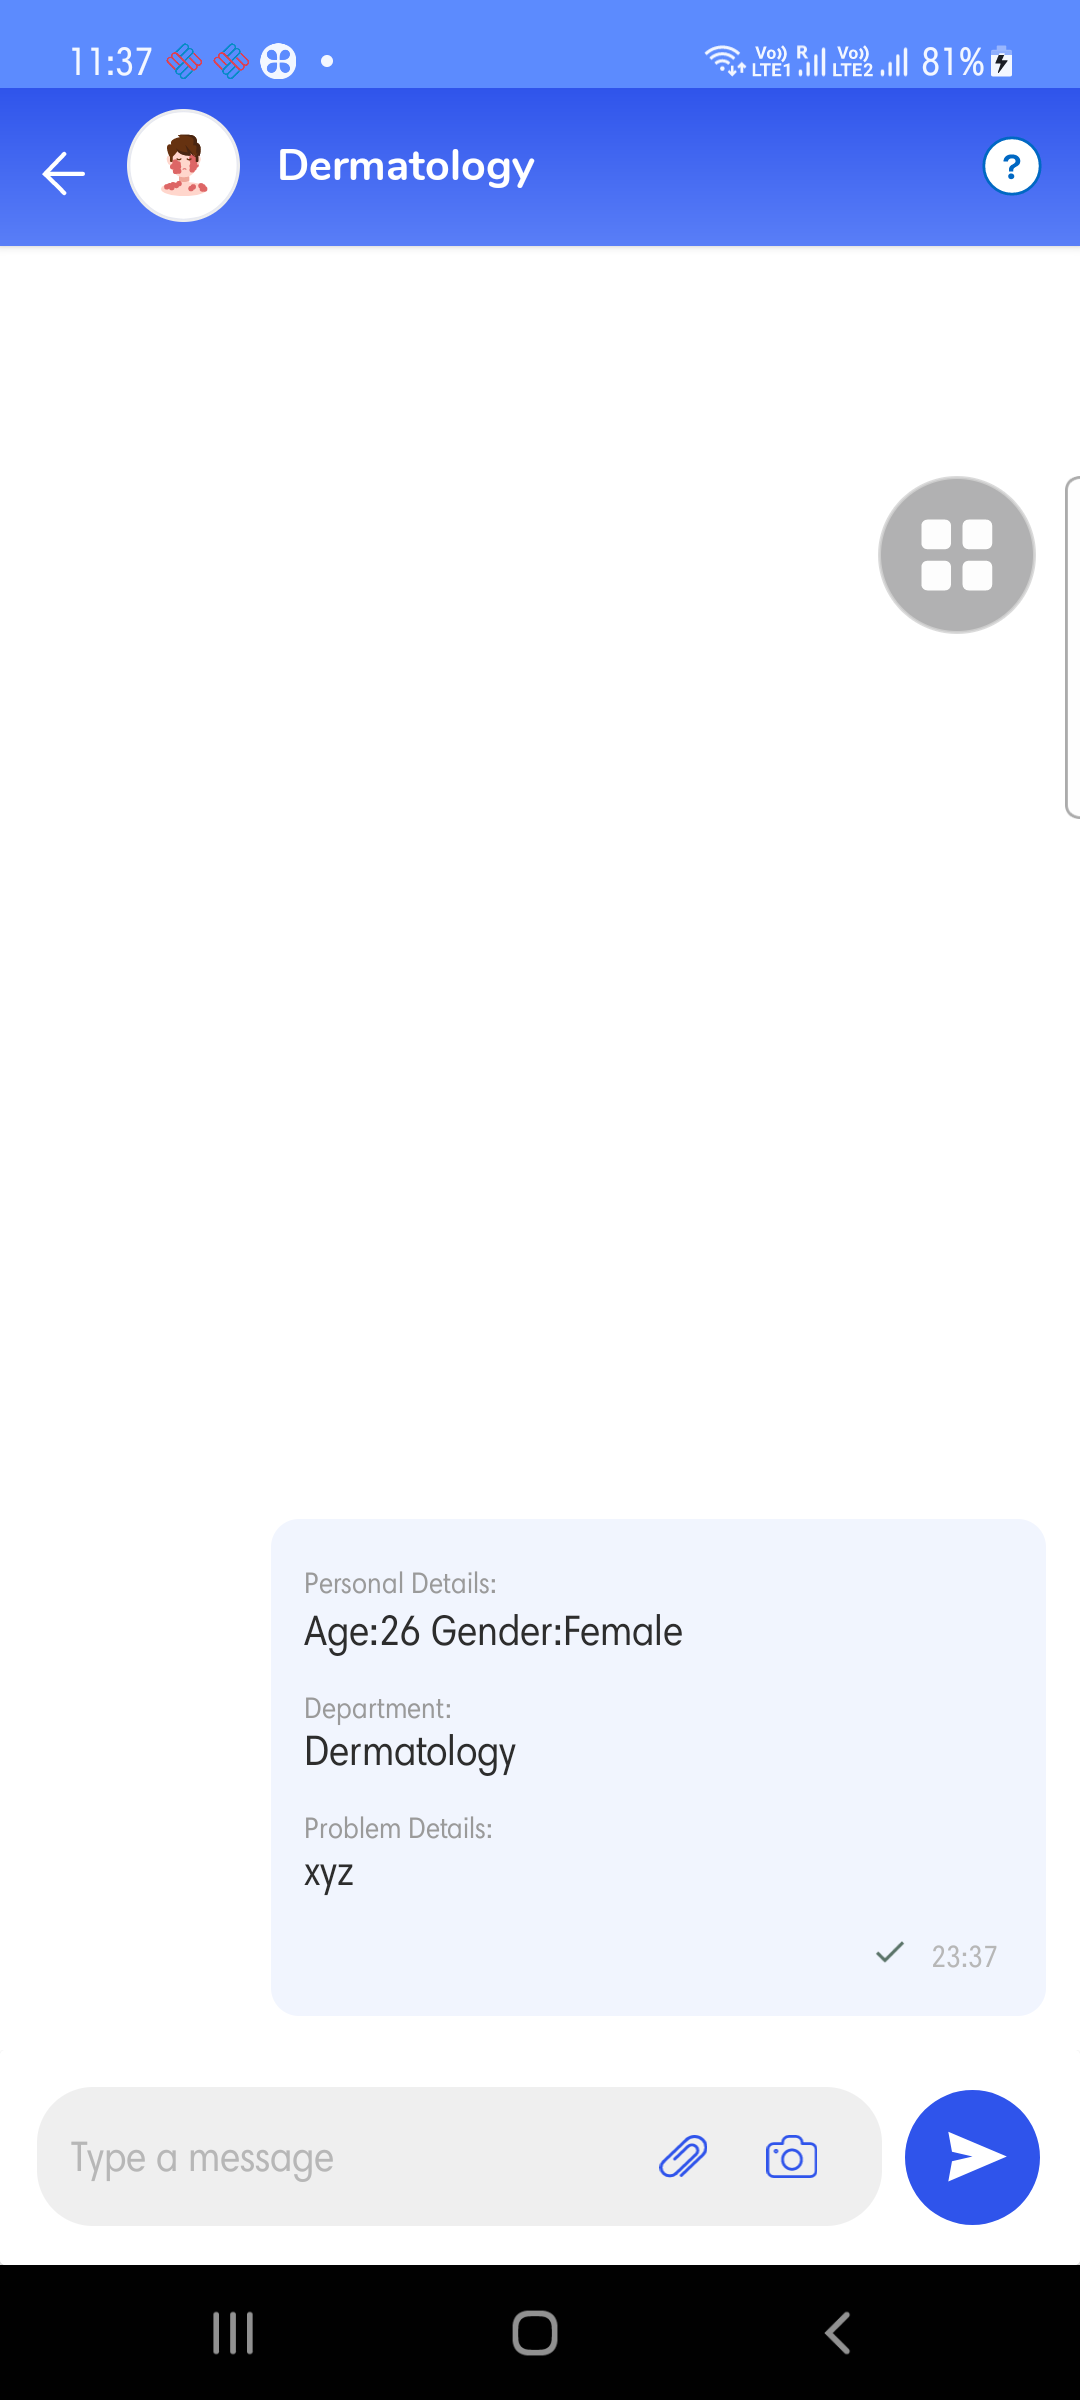 11:37 Vo)) R Vo)) 81%
LTE1 LTE2
Dermatology ?
Personal Details:
Age:26 Gender:Female
Department:
Dermatology
Problem Details:
xyz
23:37
Type a message